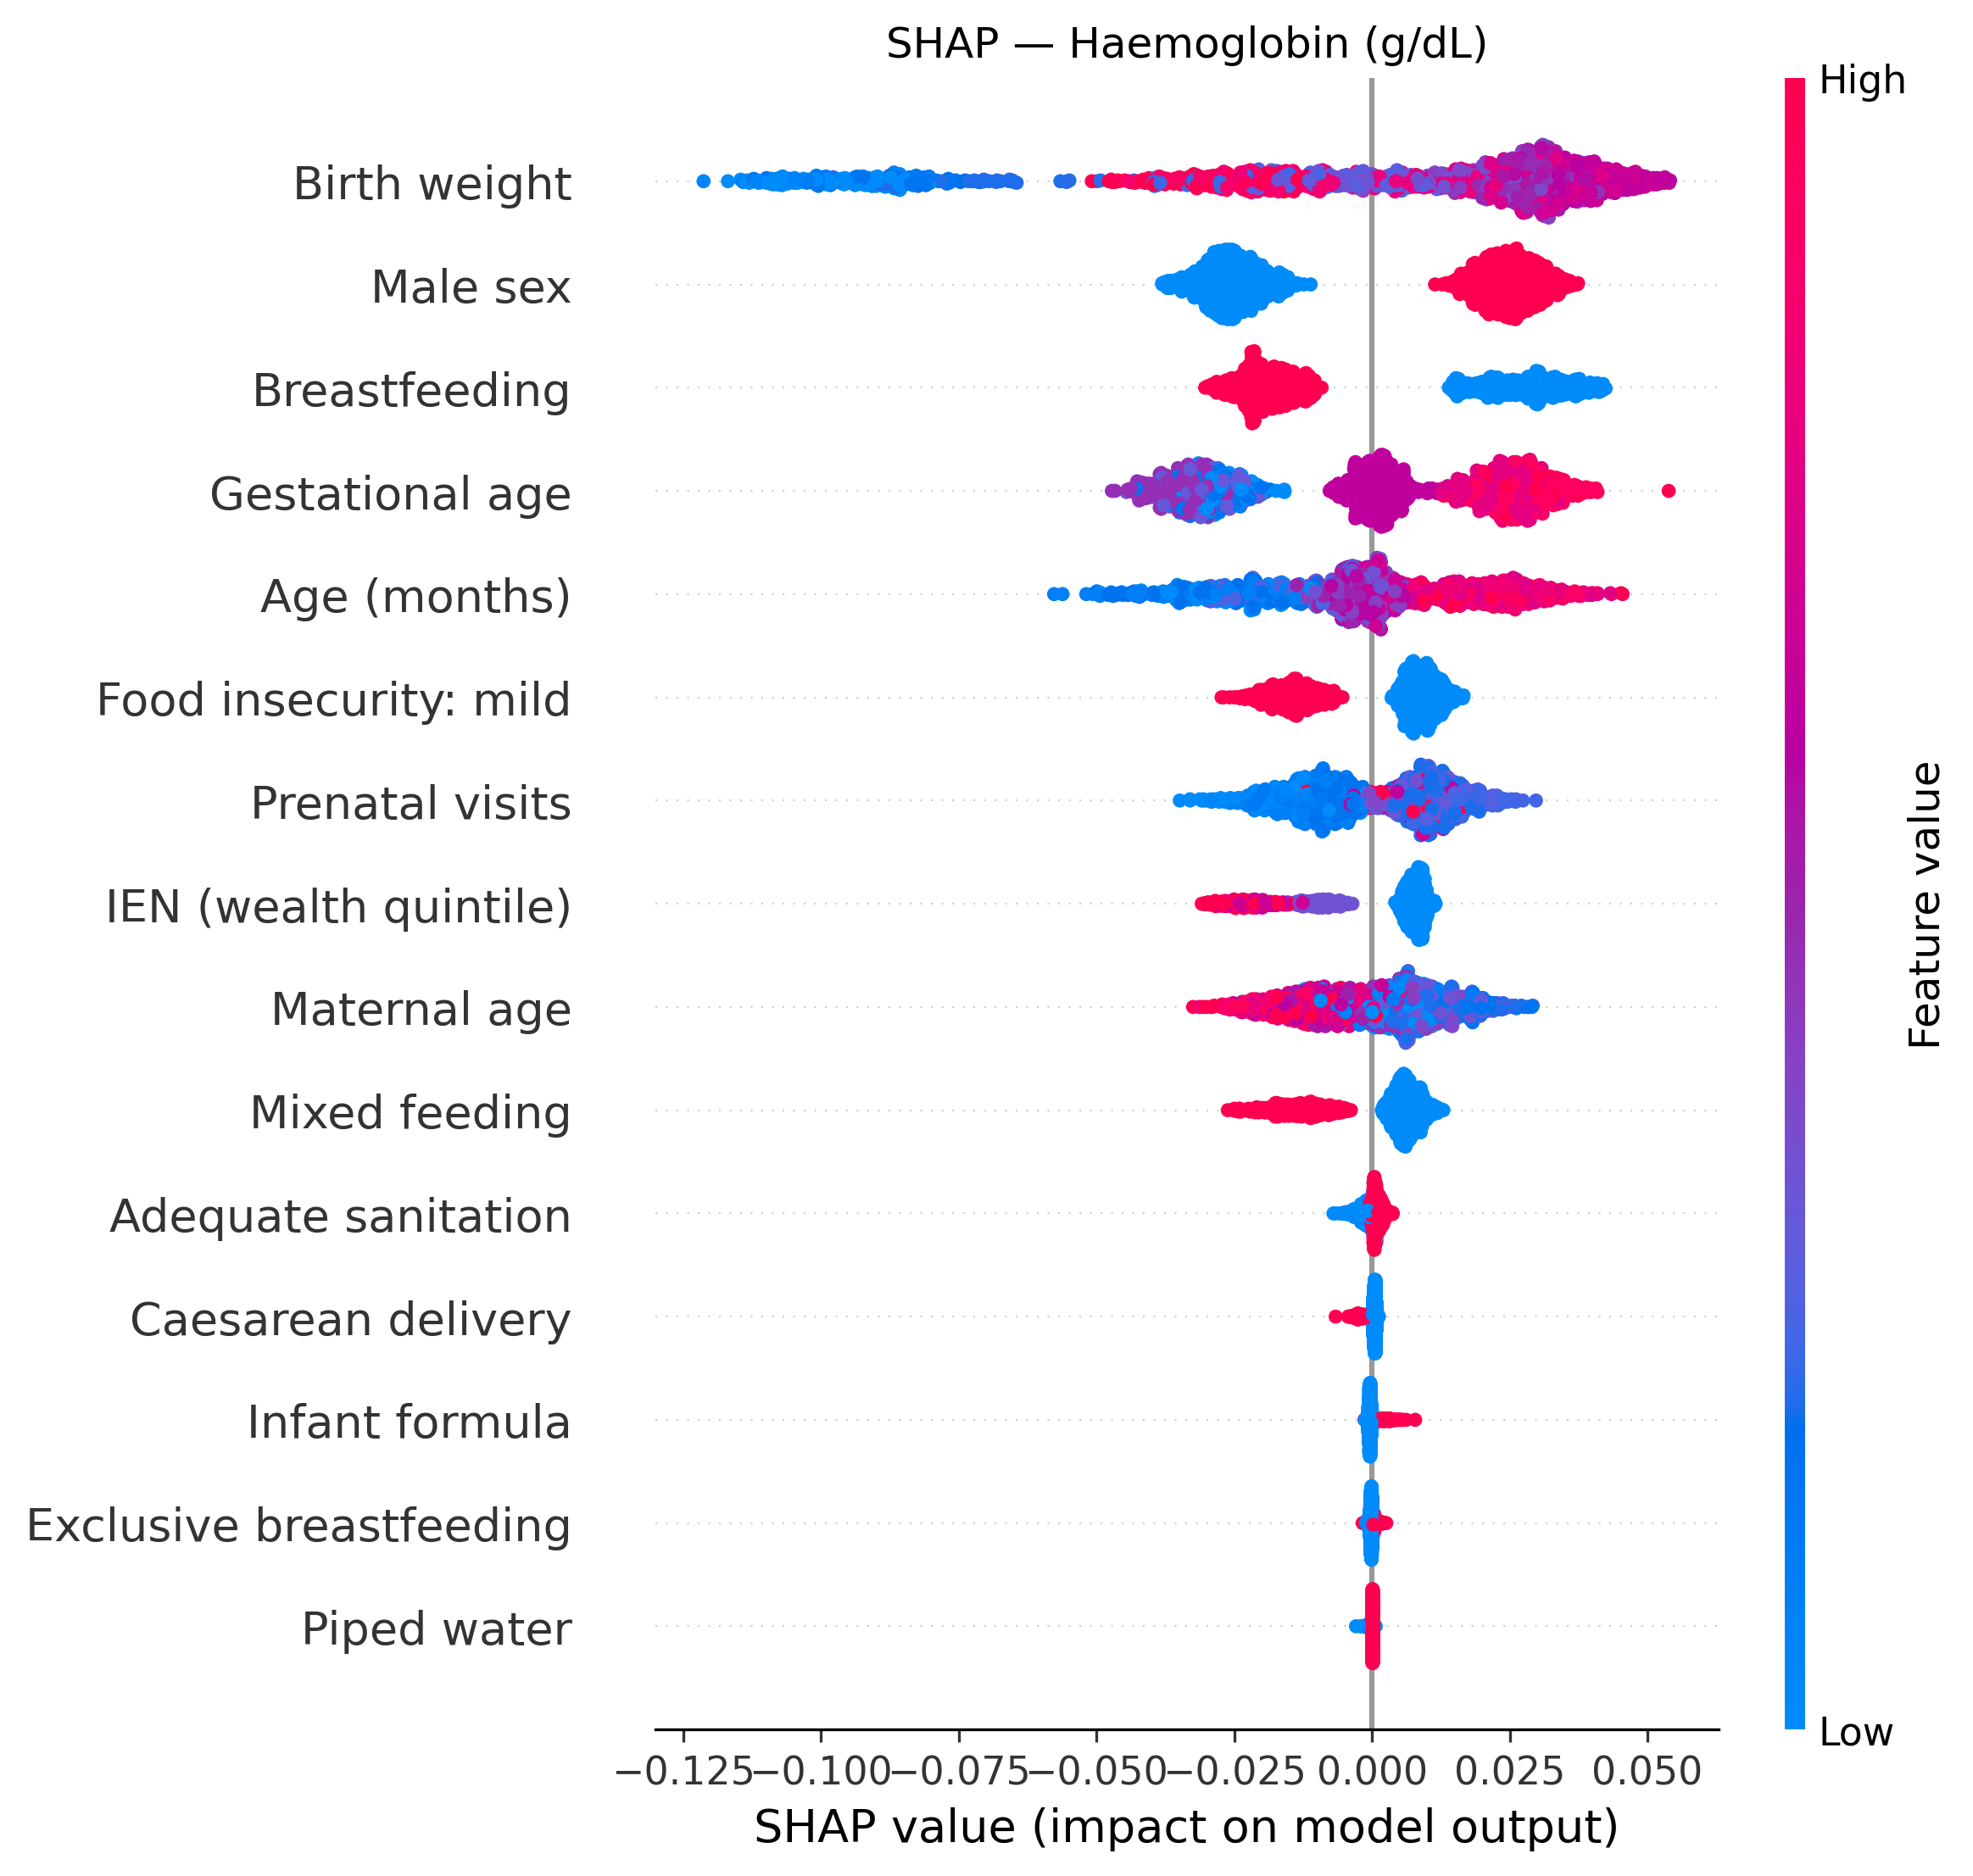 SHAP — Haemoglobin (g/dL)
High
Birth weight
Male sex
Breastfeeding
Gestational age
Age (months)
Food insecurity: mild
Prenatal visits
IEN (wealth quintile)
Maternal age
Mixed feeding
Adequate sanitation
Caesarean delivery
Infant formula
Exclusive breastfeeding
Piped water
Feature value
Low
−0.125 −0.100 −0.075 −0.050 −0.025 0.000 0.025 0.050
SHAP value (impact on model output)